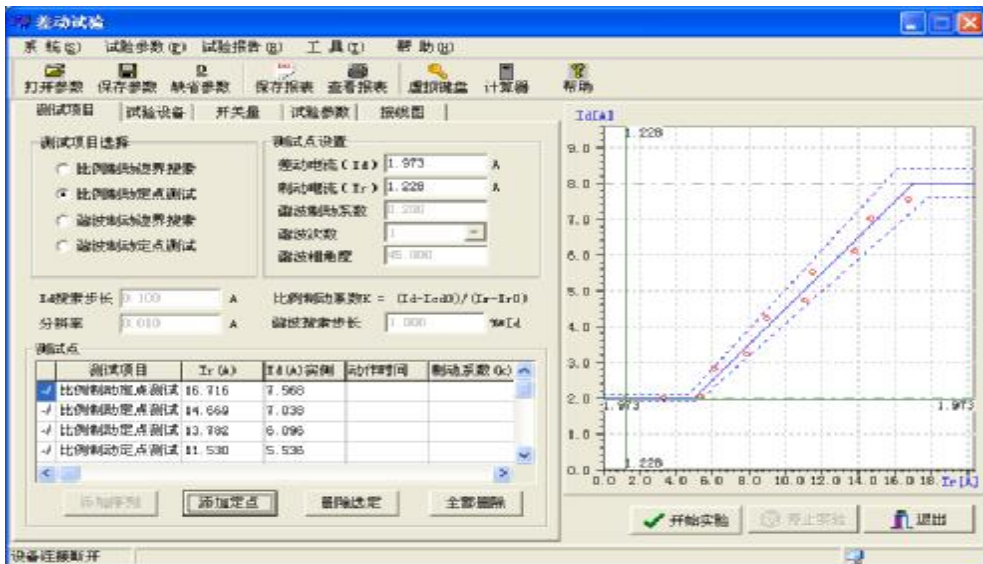 差动试验
系统(S) 试验参数(P) 试验报告(R) 工具(T) 帮助(H)
打开参数 保存参数 缺省参数 保存报表 查看报表 虚拟键盘 计算器 帮助
测试项目 试验设备 开关量 试验参数 接线图
测试项目选择
比例制动边界搜索
比例制动定点测试
谐波制动边界搜索
谐波制动定点测试
测试点设置
差动电流(Id) 1.973 A
制动电流(Ir) 1.228 A
谐波制动系数 0.200
谐波次数
谐波相角度 45.000
Id搜索步长 0.100 A 比例制动系数K = (Id-Icd0)/(Ir-Ir0)
分辨率 0.010 A 谐波搜索步长 1.000 %*Id
测试点
测试项目 Ir(A) Id(A)实例 动作时间 制动系数(k)
比例制动定点测试 16.716 7.568
比例制动定点测试 14.669 7.038
比例制动定点测试 13.782 6.096
比例制动定点测试 11.530 5.536
添加序列 添加定点 删除选定 全部删除
Id[A]
1.228
9.0
8.0
7.0
6.0
5.0
4.0
3.0
2.0
1.973 1.973
1.0
1.228
0.0
0.0 2.0 4.0 6.0 8.0 10.0 12.0 14.0 16.0 18. Ir[A]
开始实验 停止实验 退出
设备连接断开